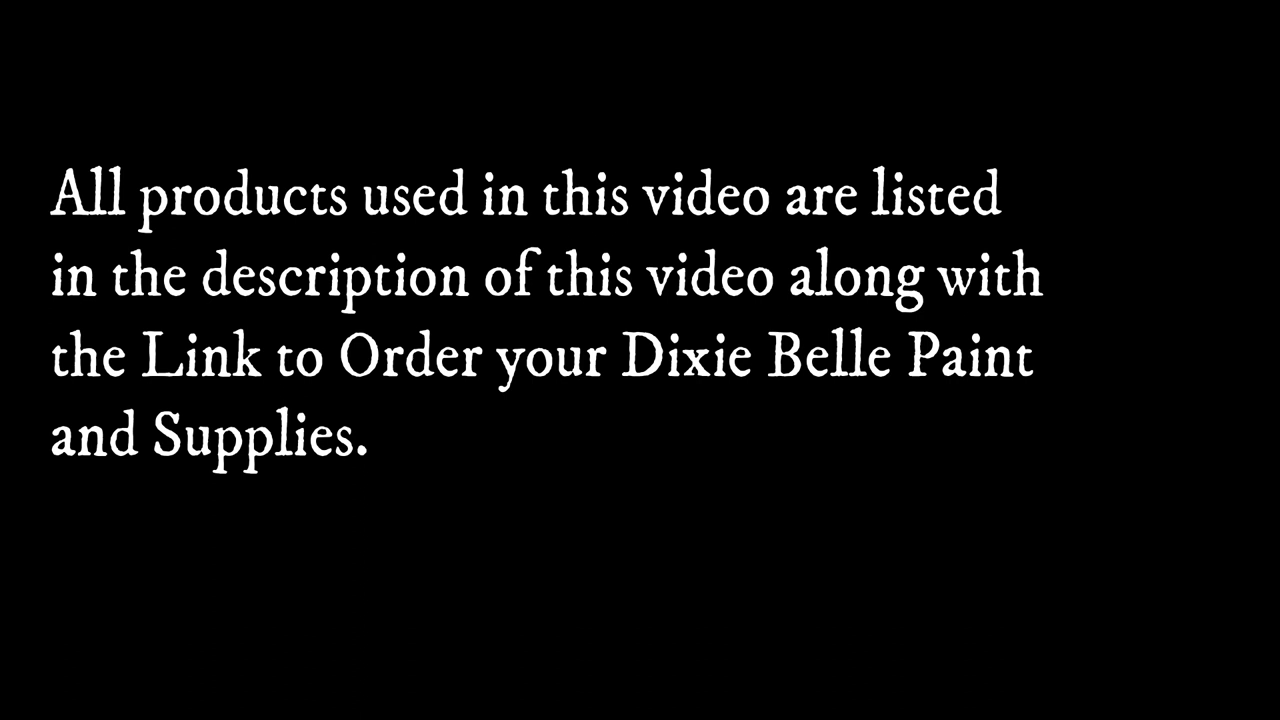 All products used in this video are listed
in the description of this video along with
the Link to Order your Dixie Belle Paint
and Supplies.